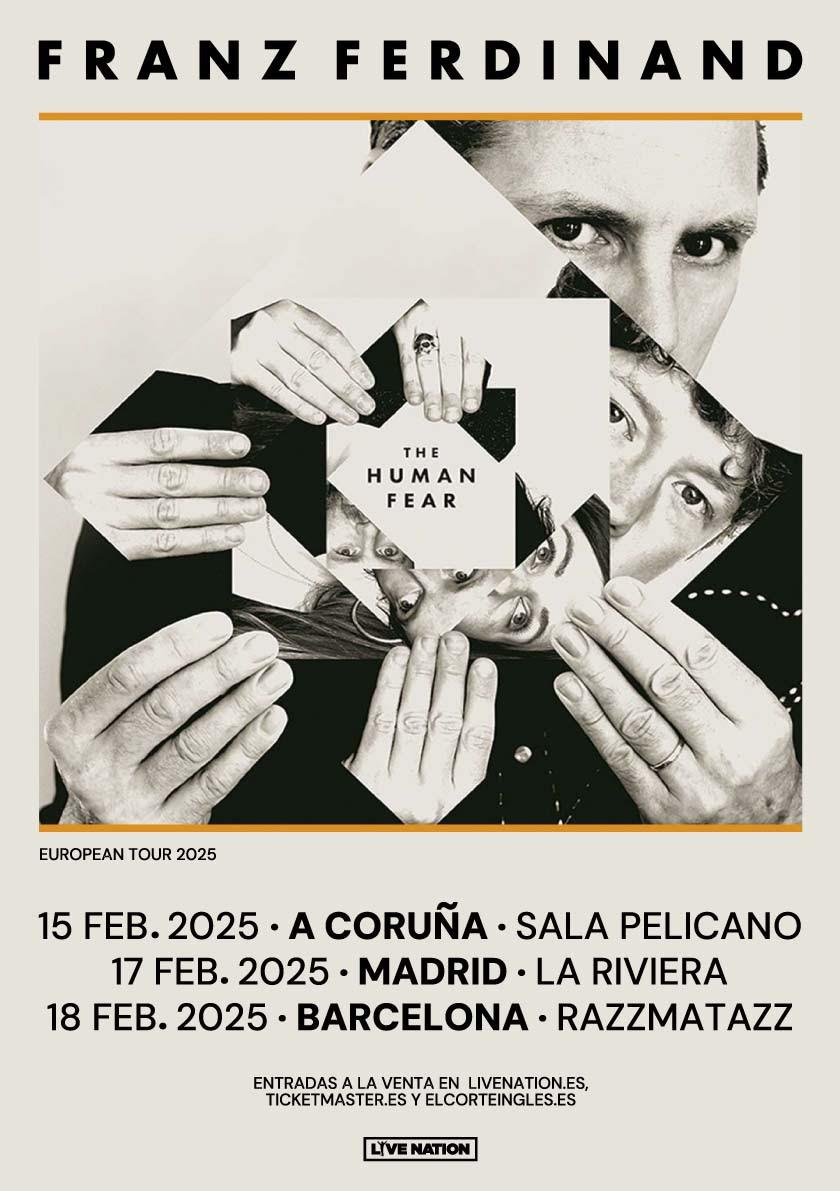 FRANZ FERDINAND
THE
HUMAN
FEAR
EUROPEAN TOUR 2025
15 FEB. 2025 · A CORUÑA · SALA PELICANO
17 FEB. 2025 · MADRID · LA RIVIERA
18 FEB. 2025 · BARCELONA · RAZZMATAZZ
ENTRADAS A LA VENTA EN LIVENATION.ES,
TICKETMASTER.ES Y ELCORTEINGLES.ES
LIVE NATION